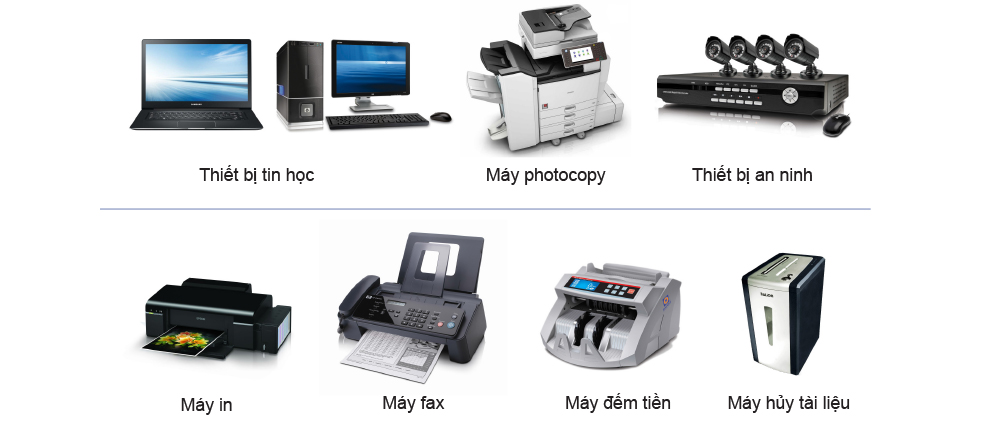 Thiết bị tin học
Máy photocopy
Thiết bị an ninh
Máy in
Máy fax
Máy đếm tiền
Máy hủy tài liệu